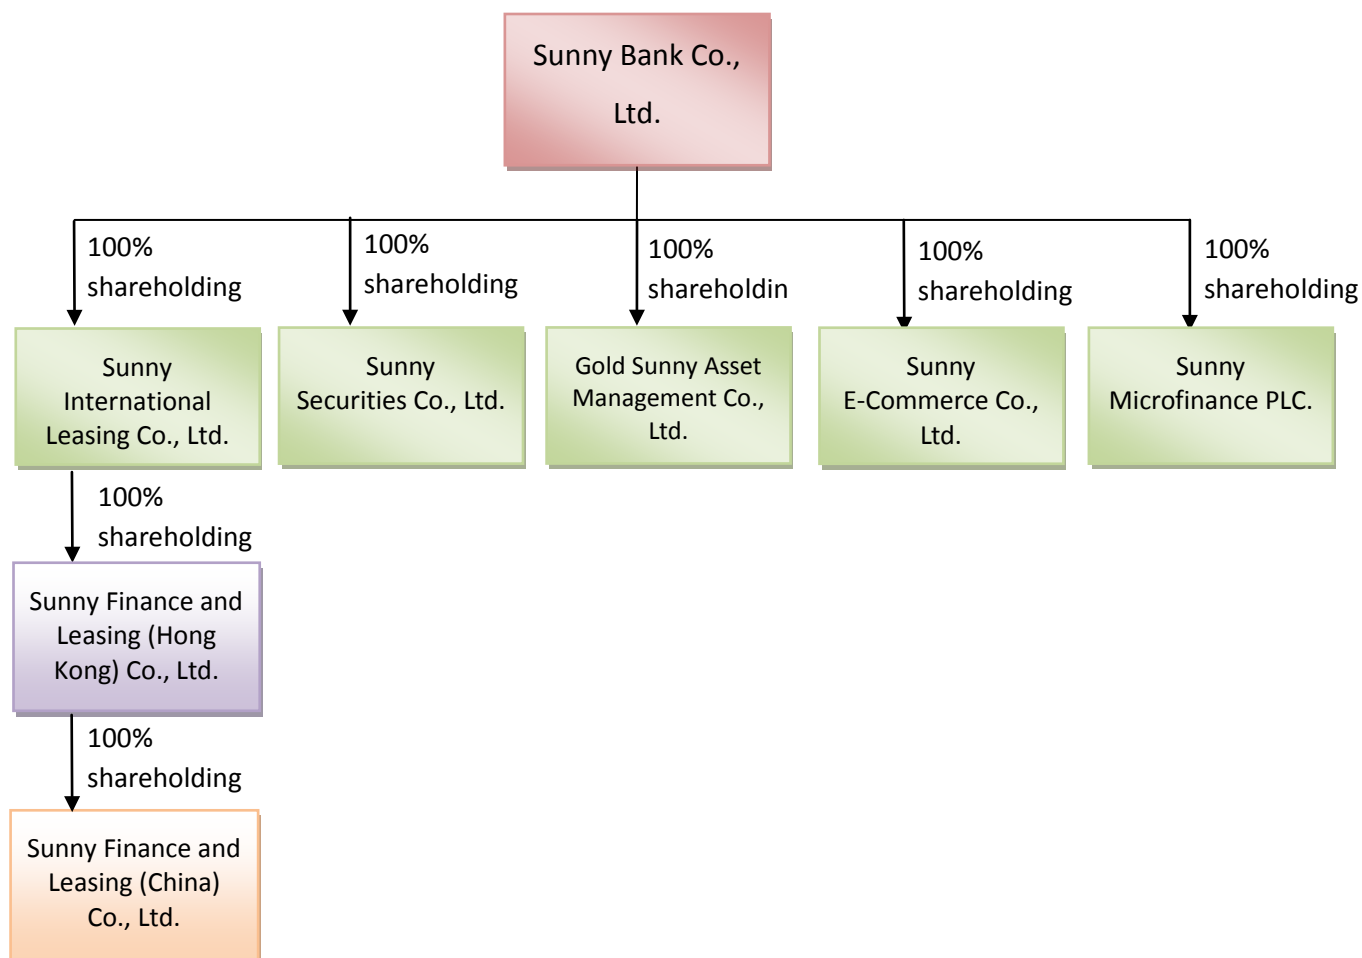 Sunny Bank Co.,
Ltd.
100%
shareholding
100%
shareholding
100%
shareholdin
100%
shareholding
100%
shareholding
Sunny
International
Leasing Co., Ltd.
Sunny
Securities Co., Ltd.
Gold Sunny Asset
Management Co.,
Ltd.
Sunny
E-Commerce Co.,
Ltd.
Sunny
Microfinance PLC.
100%
shareholding
Sunny Finance and
Leasing (Hong
Kong) Co., Ltd.
100%
shareholding
Sunny Finance and
Leasing (China)
Co., Ltd.